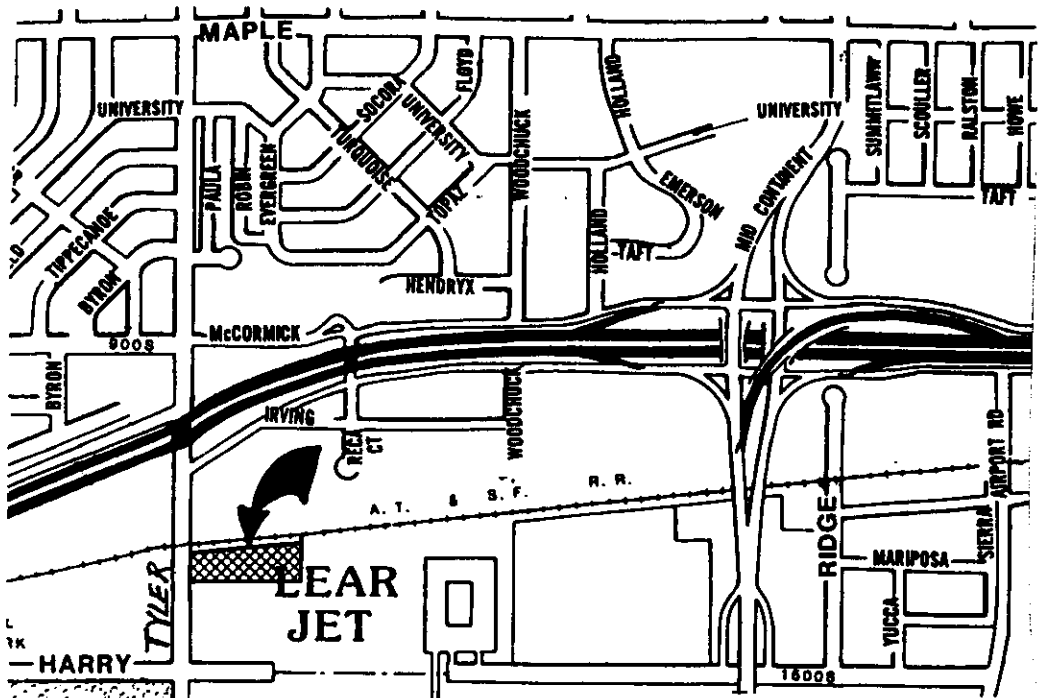 MAPLE
UNIVERSITY
SOCORA
UNIVERSITY
FLOYD
TURQUOISE
TOPAZ
PAULA
ROBIN
EVERGREEN
WOODCHUCK
HOLLAND
UNIVERSITY
SUMMITLAWN
SCOULLER
RALSTON
HOWE
TAFT
EMERSON
MID CONTINENT
HOLLAND
TAFT
TIPPECANOE
BYRON
HENDRYX
McCORMICK
900S
BYRON
IRVING
RECA
CT
WOODCHUCK
A. T. & S. F. R. R.
AIRPORT RD
SIERRA
RIDGE
MARIPOSA
YUCCA
LEAR
JET
TYLER
HARRY
1600S